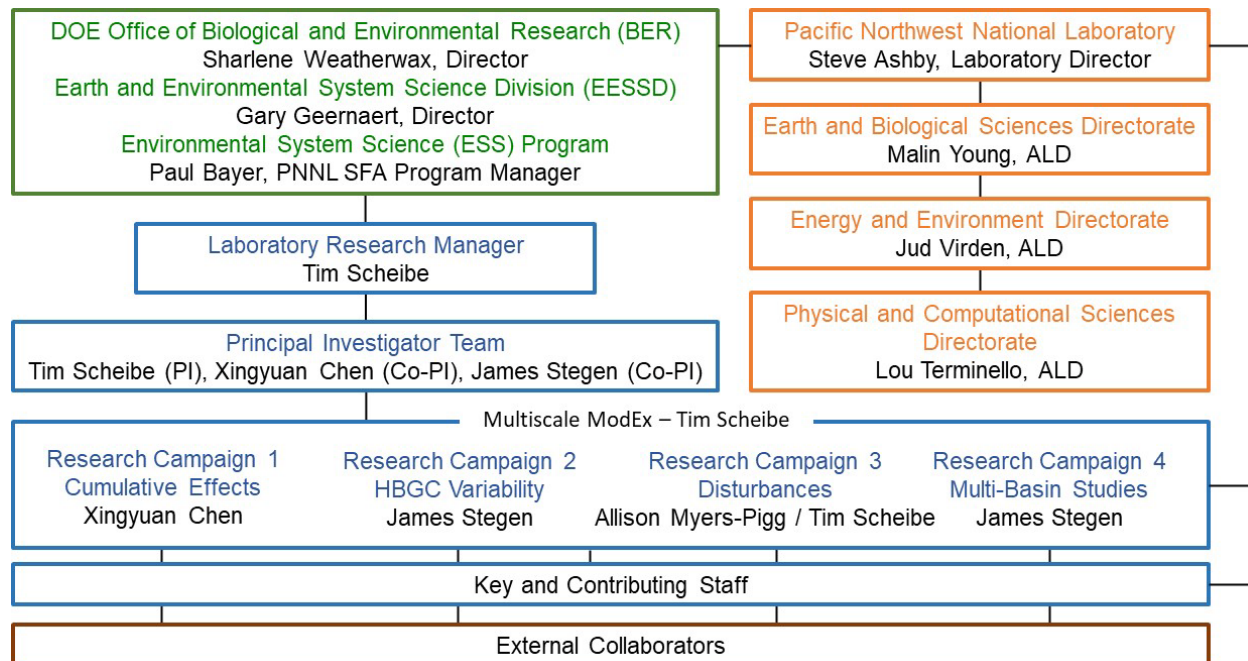 DOE Office of Biological and Environmental Research (BER)
Sharlene Weatherwax, Director
Earth and Environmental System Science Division (EESSD)
Gary Geernaert, Director
Environmental System Science (ESS) Program
Paul Bayer, PNNL SFA Program Manager
Pacific Northwest National Laboratory
Steve Ashby, Laboratory Director
Earth and Biological Sciences Directorate
Malin Young, ALD
Energy and Environment Directorate
Jud Virden, ALD
Physical and Computational Sciences
Directorate
Lou Terminello, ALD
Laboratory Research Manager
Tim Scheibe
Principal Investigator Team
Tim Scheibe (PI), Xingyuan Chen (Co-PI), James Stegen (Co-PI)
Multiscale ModEx – Tim Scheibe
Research Campaign 1
Cumulative Effects
Xingyuan Chen
Research Campaign 2
HBGC Variability
James Stegen
Research Campaign 3
Disturbances
Allison Myers-Pigg / Tim Scheibe
Research Campaign 4
Multi-Basin Studies
James Stegen
Key and Contributing Staff
External Collaborators